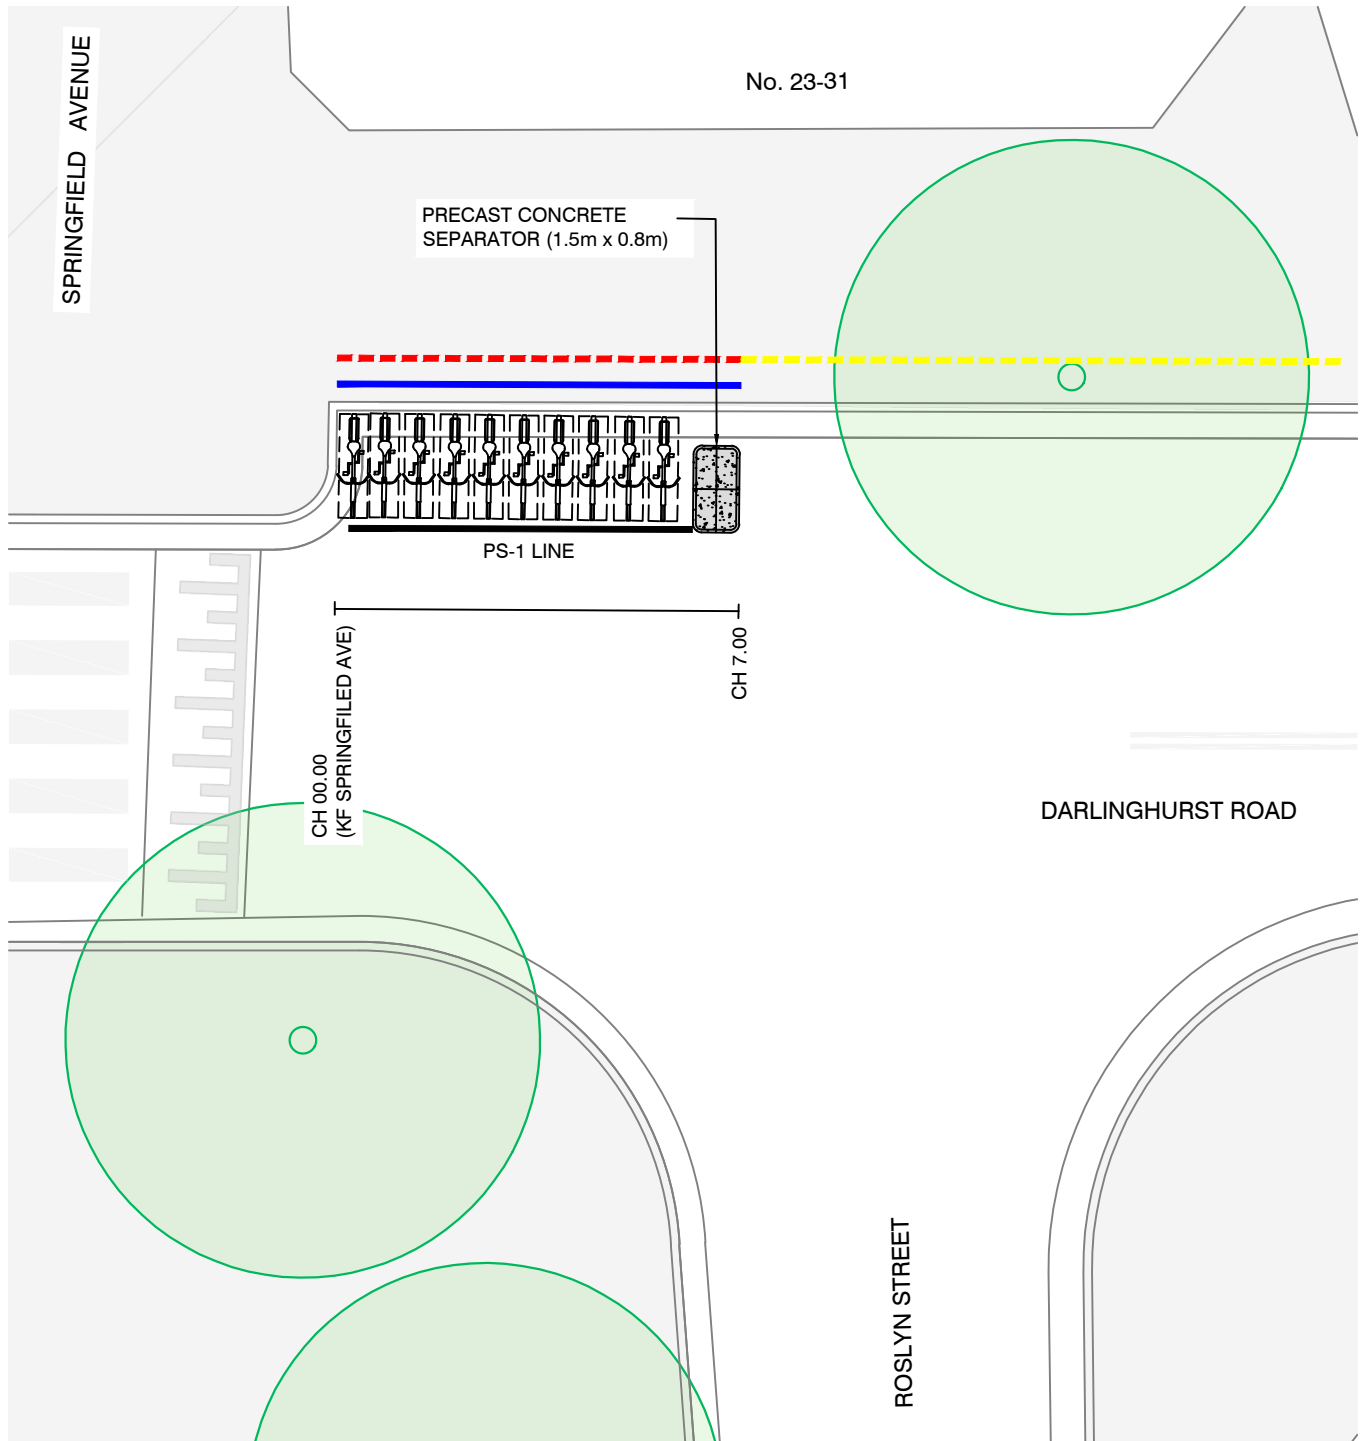 SPRINGFIELD AVENUE
No. 23-31
PRECAST CONCRETE
SEPARATOR (1.5m x 0.8m)
PS-1 LINE
CH 00.00
(KF SPRINGFILED AVE)
CH 7.00
DARLINGHURST ROAD
ROSLYN STREET